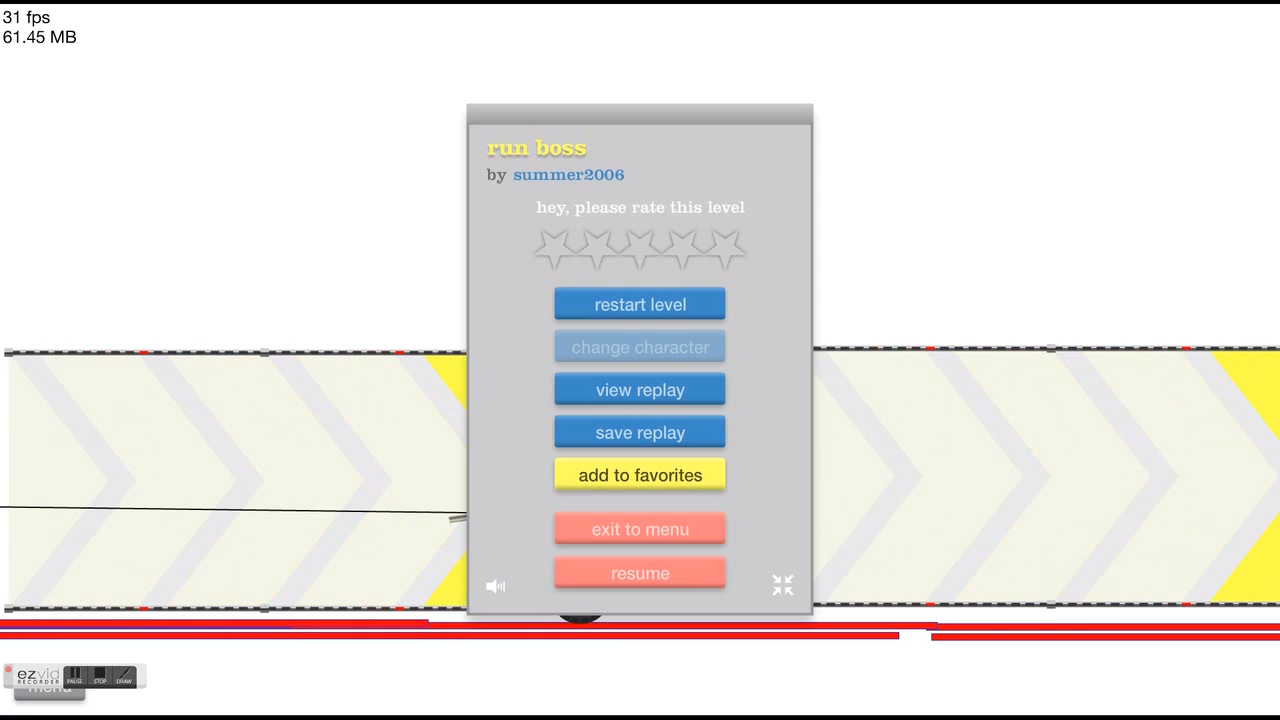 31 fps
61.45 MB
run boss
by summer2006
hey, please rate this level
restart level
change character
view replay
save replay
add to favorites
exit to menu
resume
ezvid
RECORDER
PAUSE
STOP
DRAW
menu